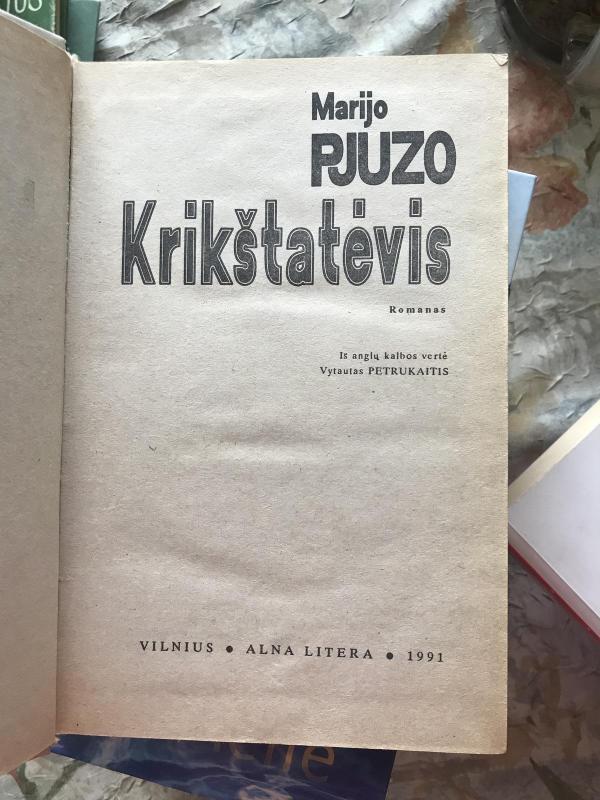 Marijo
PJUZO
Krikštatėvis
Romanas
Iš anglų kalbos vertė
Vytautas PETRUKAITIS
VILNIUS ● ALNA LITERA ● 1991